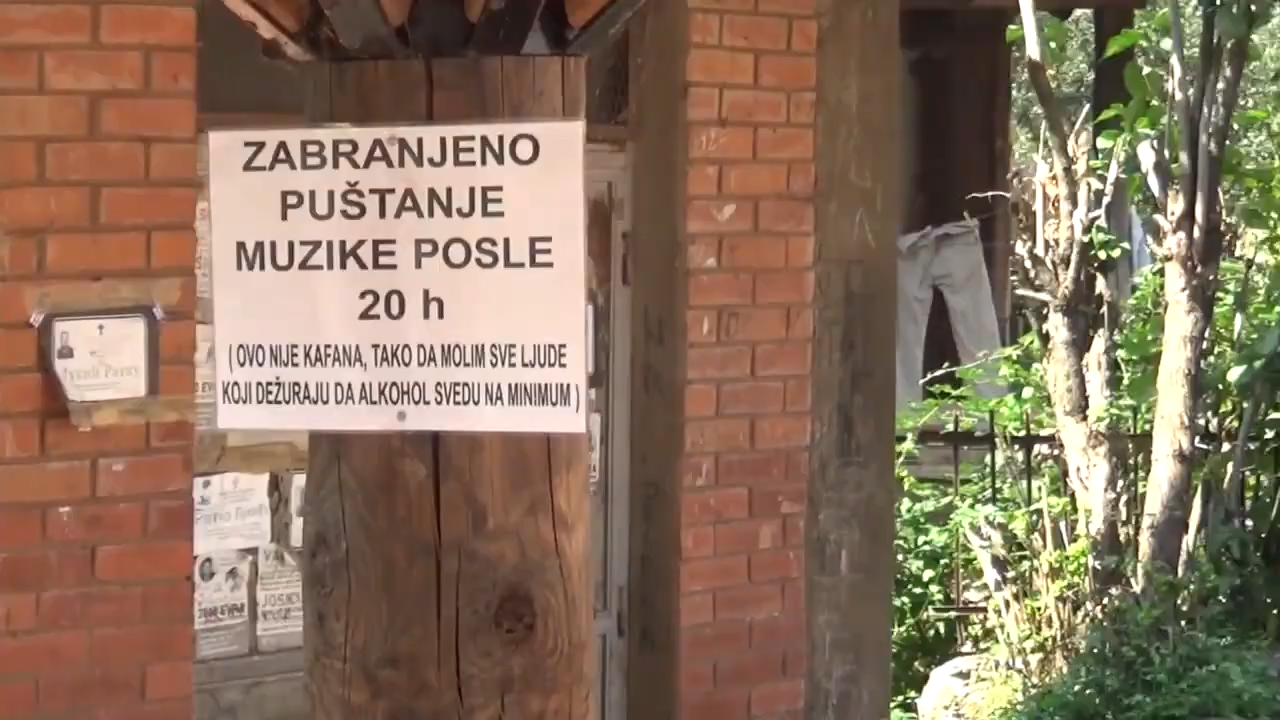 ZABRANJENO
PUŠTANJE
MUZIKE POSLE
20 h
( OVO NIJE KAFANA, TAKO DA MOLIM SVE LJUDE
KOJI DEŽURAJU DA ALKOHOL SVEDU NA MINIMUM )